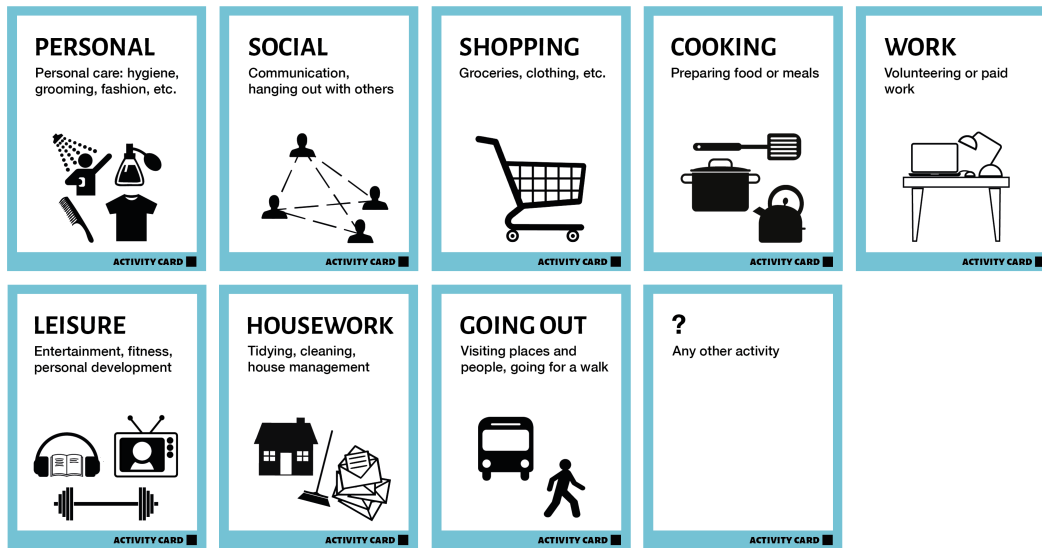 PERSONAL
Personal care: hygiene,
grooming, fashion, etc.
ACTIVITY CARD
SOCIAL
Communication,
hanging out with others
ACTIVITY CARD
SHOPPING
Groceries, clothing, etc.
ACTIVITY CARD
COOKING
Preparing food or meals
ACTIVITY CARD
WORK
Volunteering or paid
work
ACTIVITY CARD
LEISURE
Entertainment, fitness,
personal development
ACTIVITY CARD
HOUSEWORK
Tidying, cleaning,
house management
ACTIVITY CARD
GOING OUT
Visiting places and
people, going for a walk
ACTIVITY CARD
?
Any other activity
ACTIVITY CARD